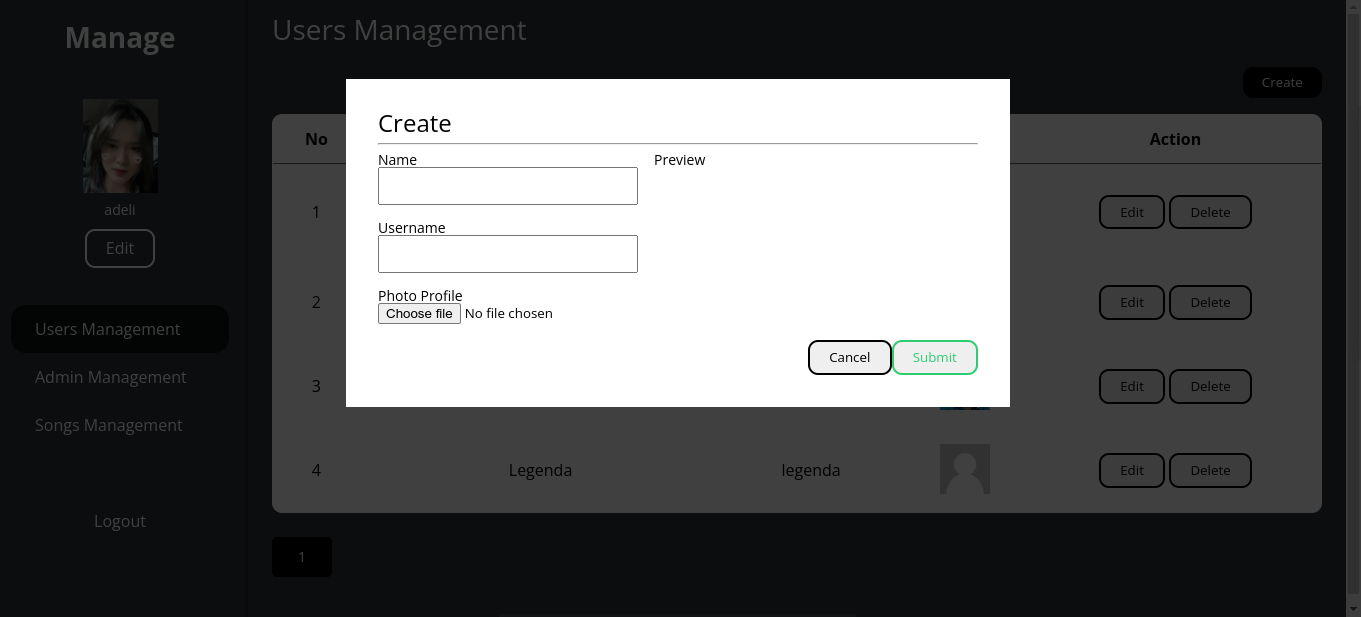 Manage
adeli
Edit
Users Management
Admin Management
Songs Management
Logout
Users Management
Create
No
Action
1
Edit
Delete
2
Edit
Delete
3
Edit
Delete
4
Legenda
legenda
Edit
Delete
1
Create
Name
Preview
Username
Photo Profile
Choose file No file chosen
Cancel
Submit